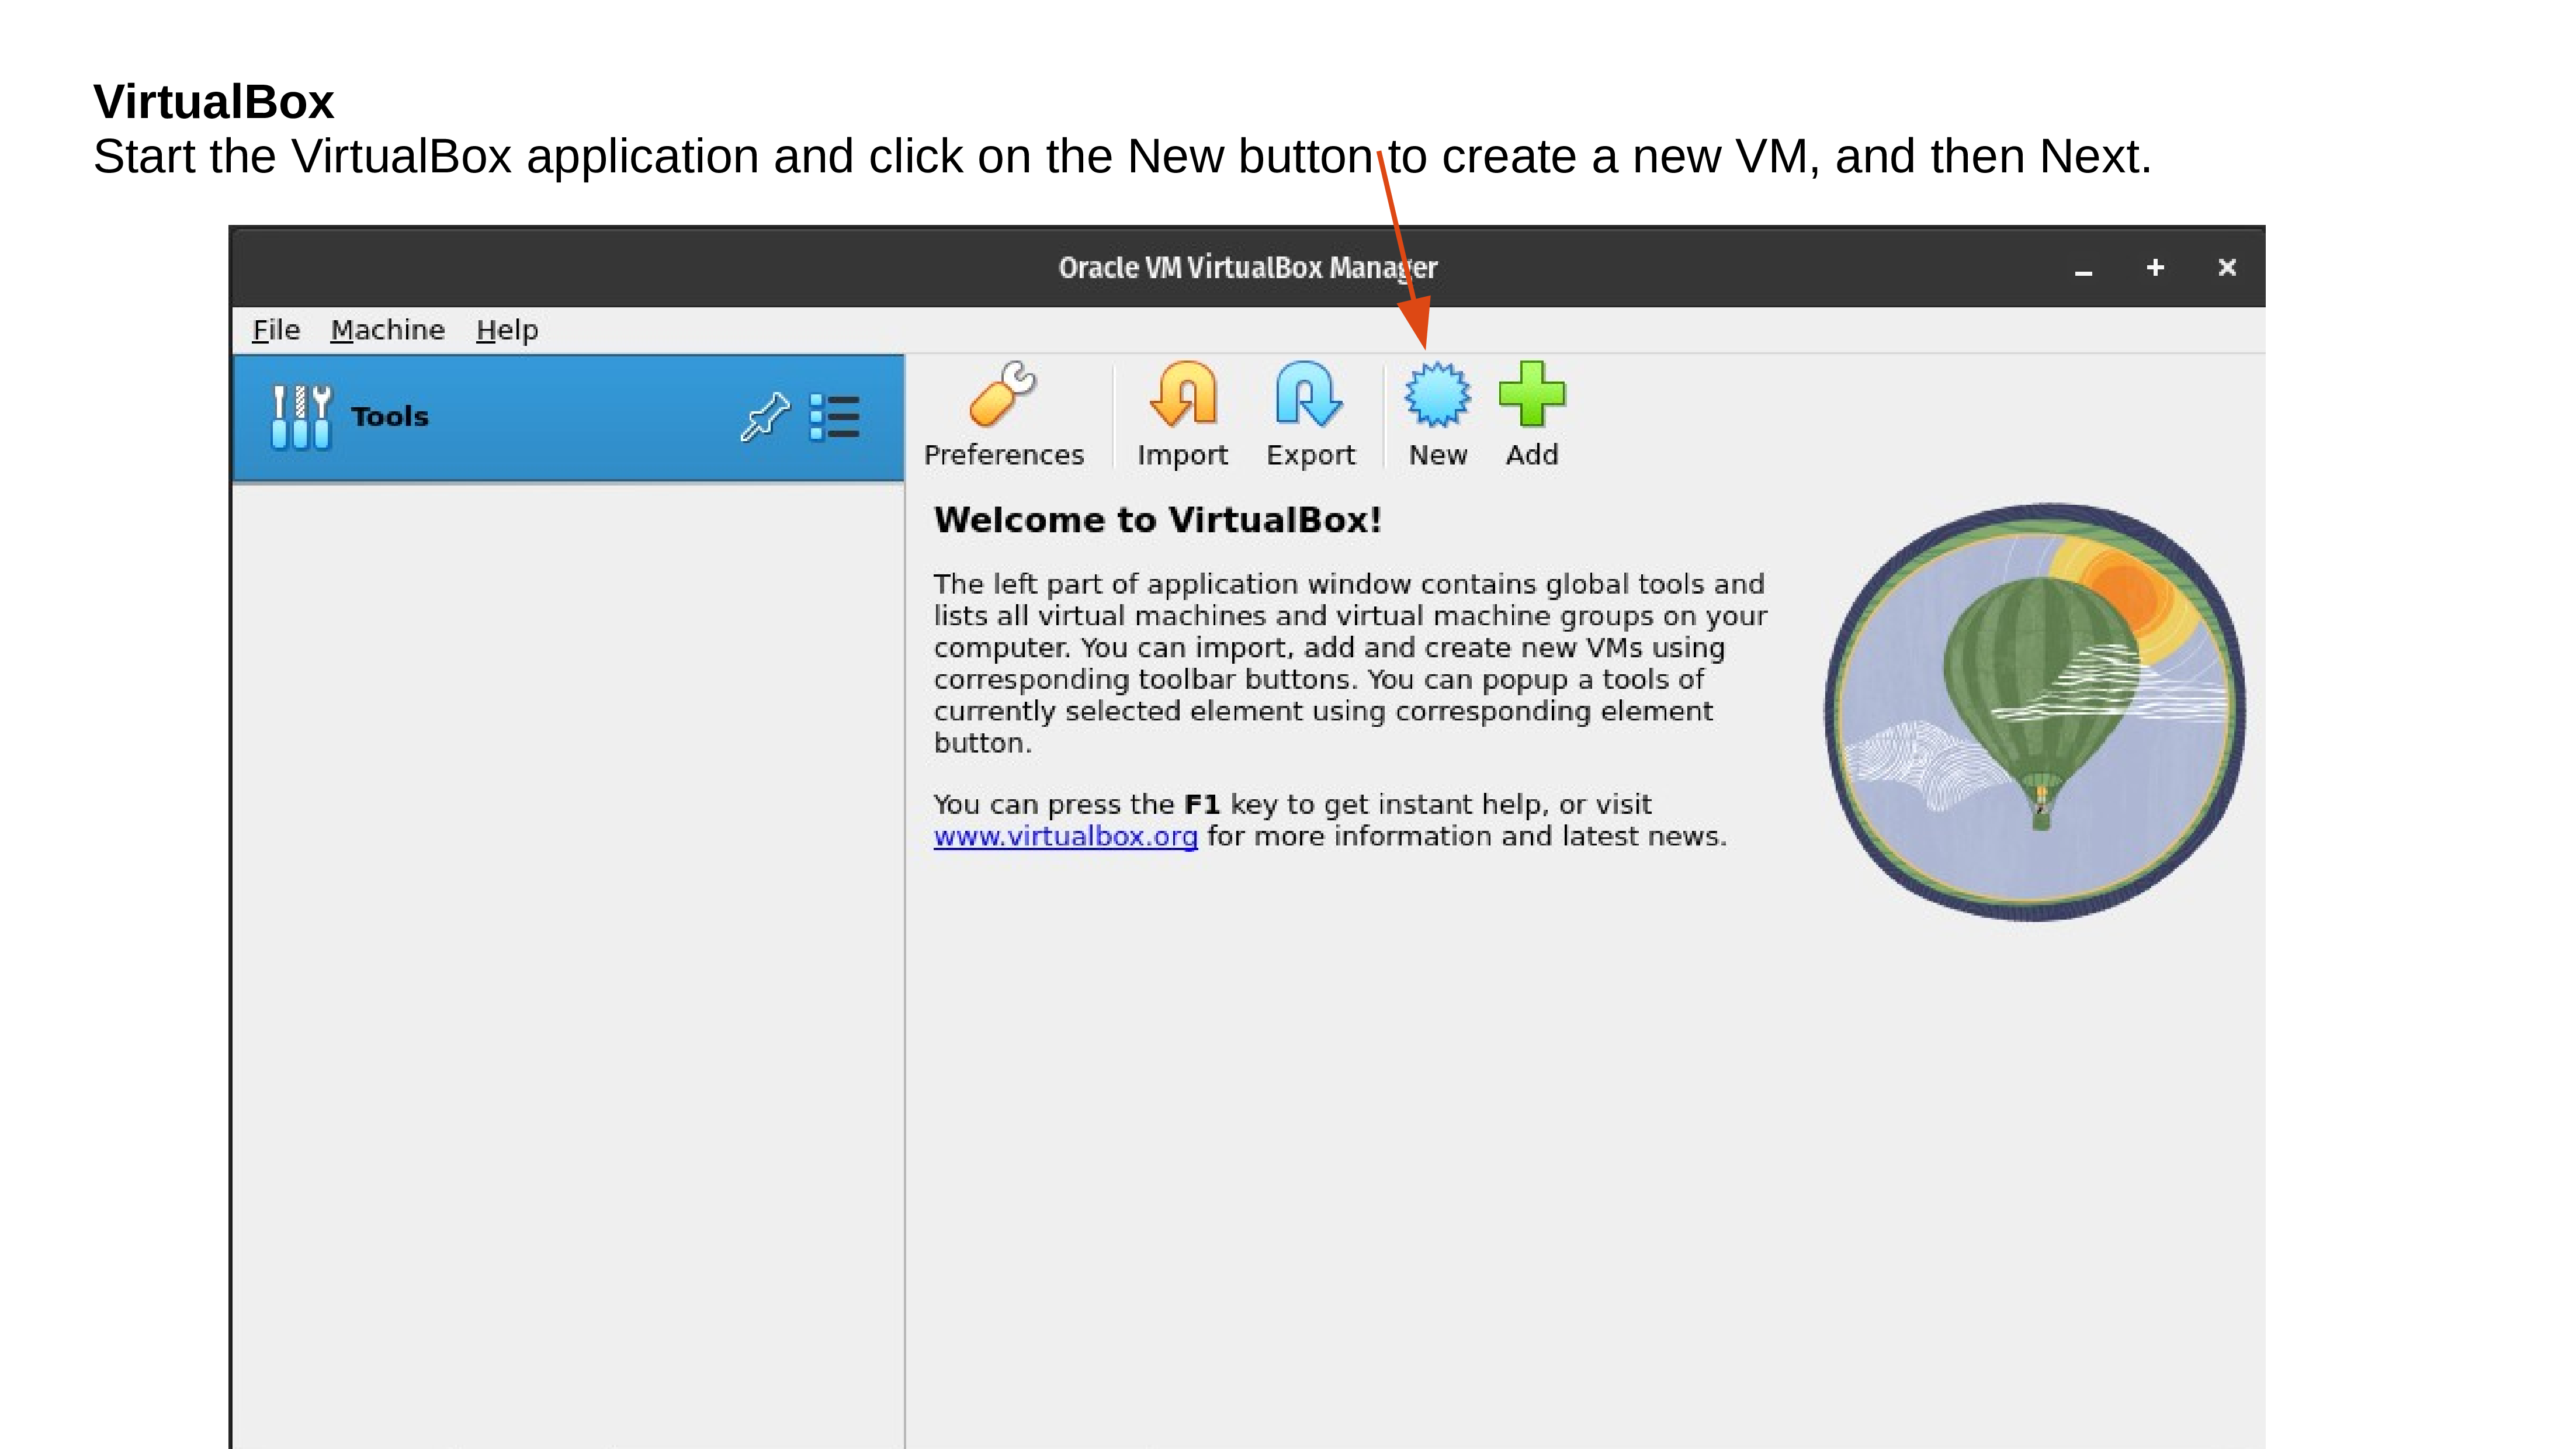 VirtualBox
Start the VirtualBox application and click on the New button to create a new VM, and then Next.
Oracle VM VirtualBox Manager
File Machine Help
Tools
Preferences Import Export New Add
Welcome to VirtualBox!
The left part of application window contains global tools and
lists all virtual machines and virtual machine groups on your
computer. You can import, add and create new VMs using
corresponding toolbar buttons. You can popup a tools of
currently selected element using corresponding element
button.
You can press the F1 key to get instant help, or visit
www.virtualbox.org for more information and latest news.